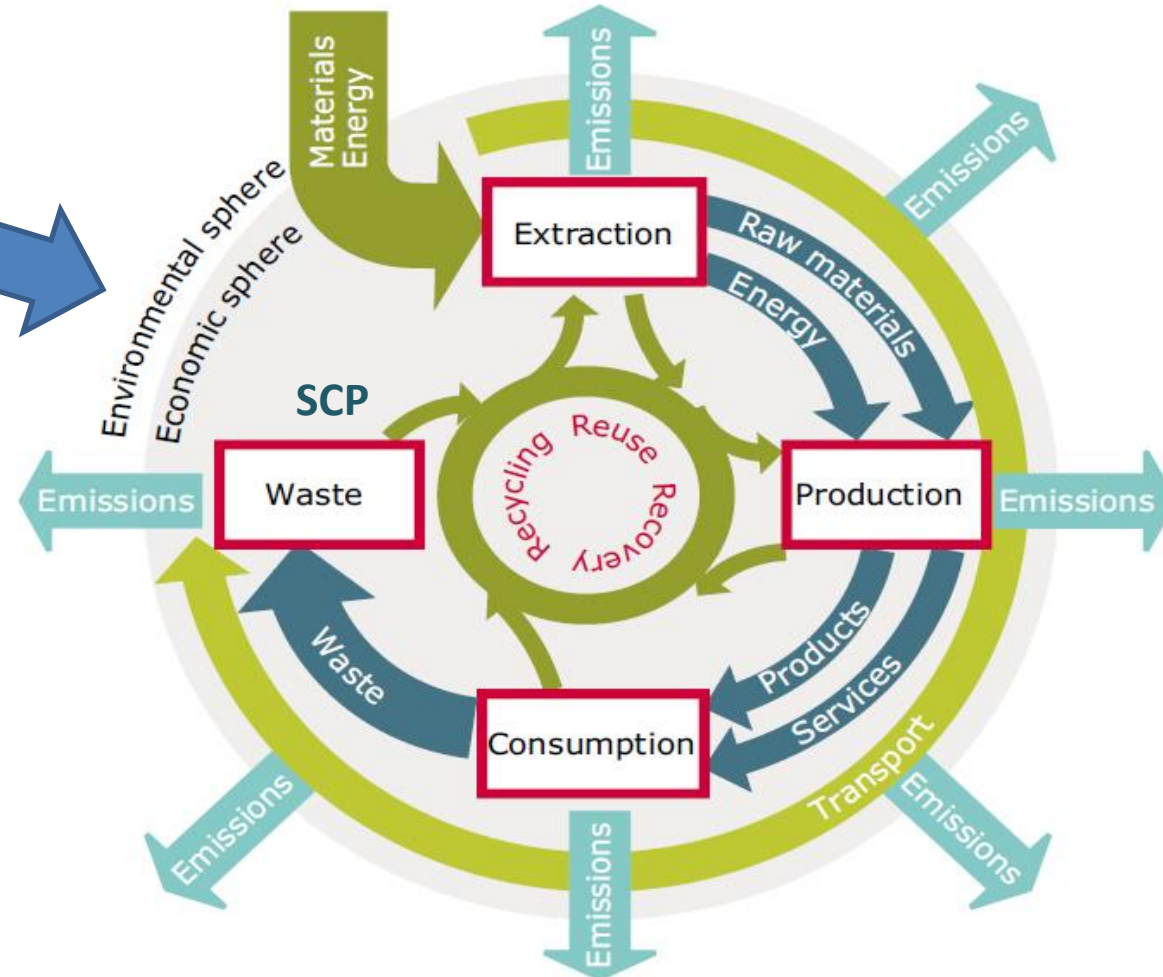 Materials
Energy
Emissions
Emissions
Environmental sphere
Economic sphere
Extraction
Raw materials
Energy
SCP
Recycling Reuse Recovery
Emissions
Waste
Production
Emissions
Waste
Products
Services
Consumption
Transport
Emissions
Emissions
Emissions